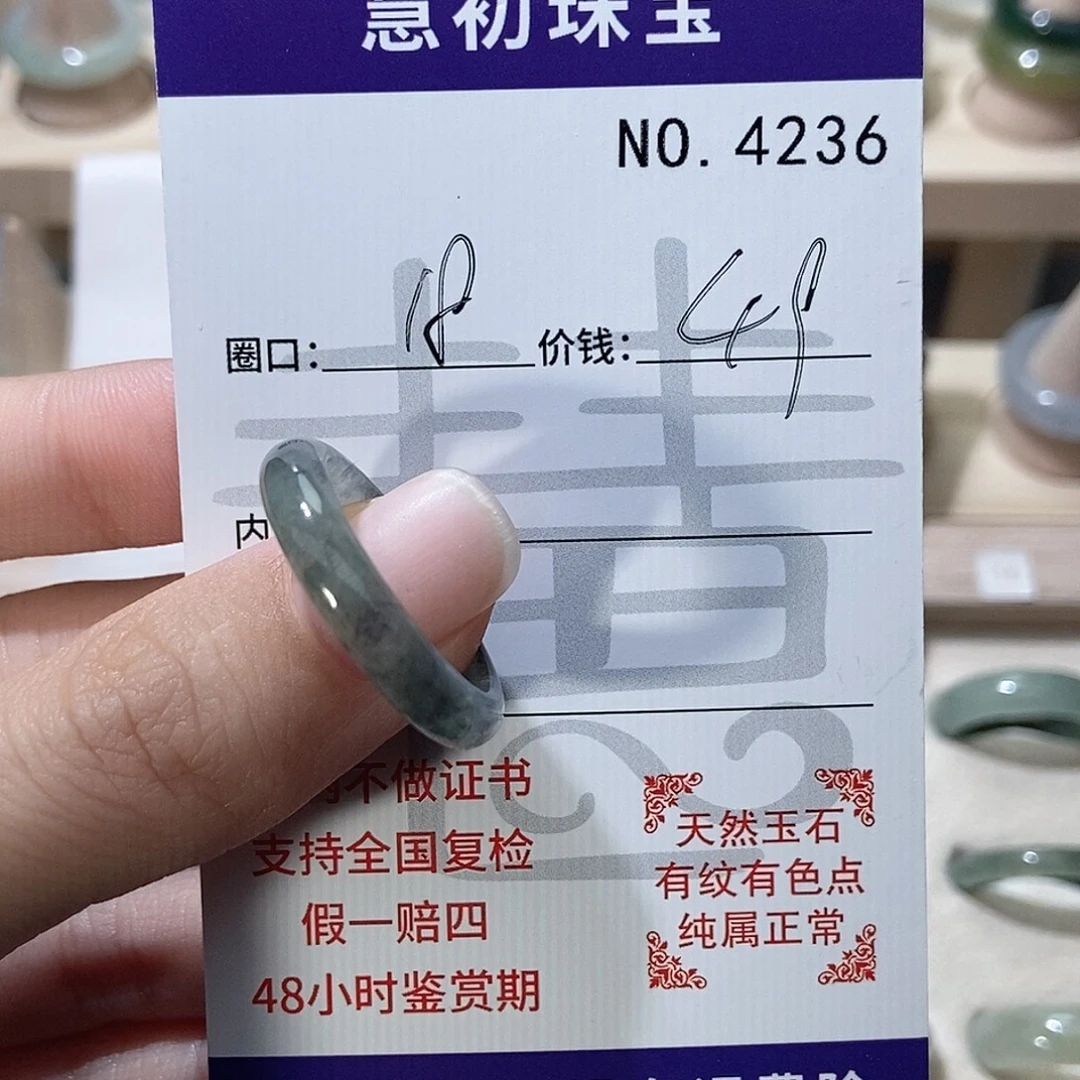 慧初珠宝
NO. 4236
圈口: 18 价钱: 49
内
不做证书
支持全国复检
假一赔四
48小时鉴赏期
天然玉石
有纹有色点
纯属正常